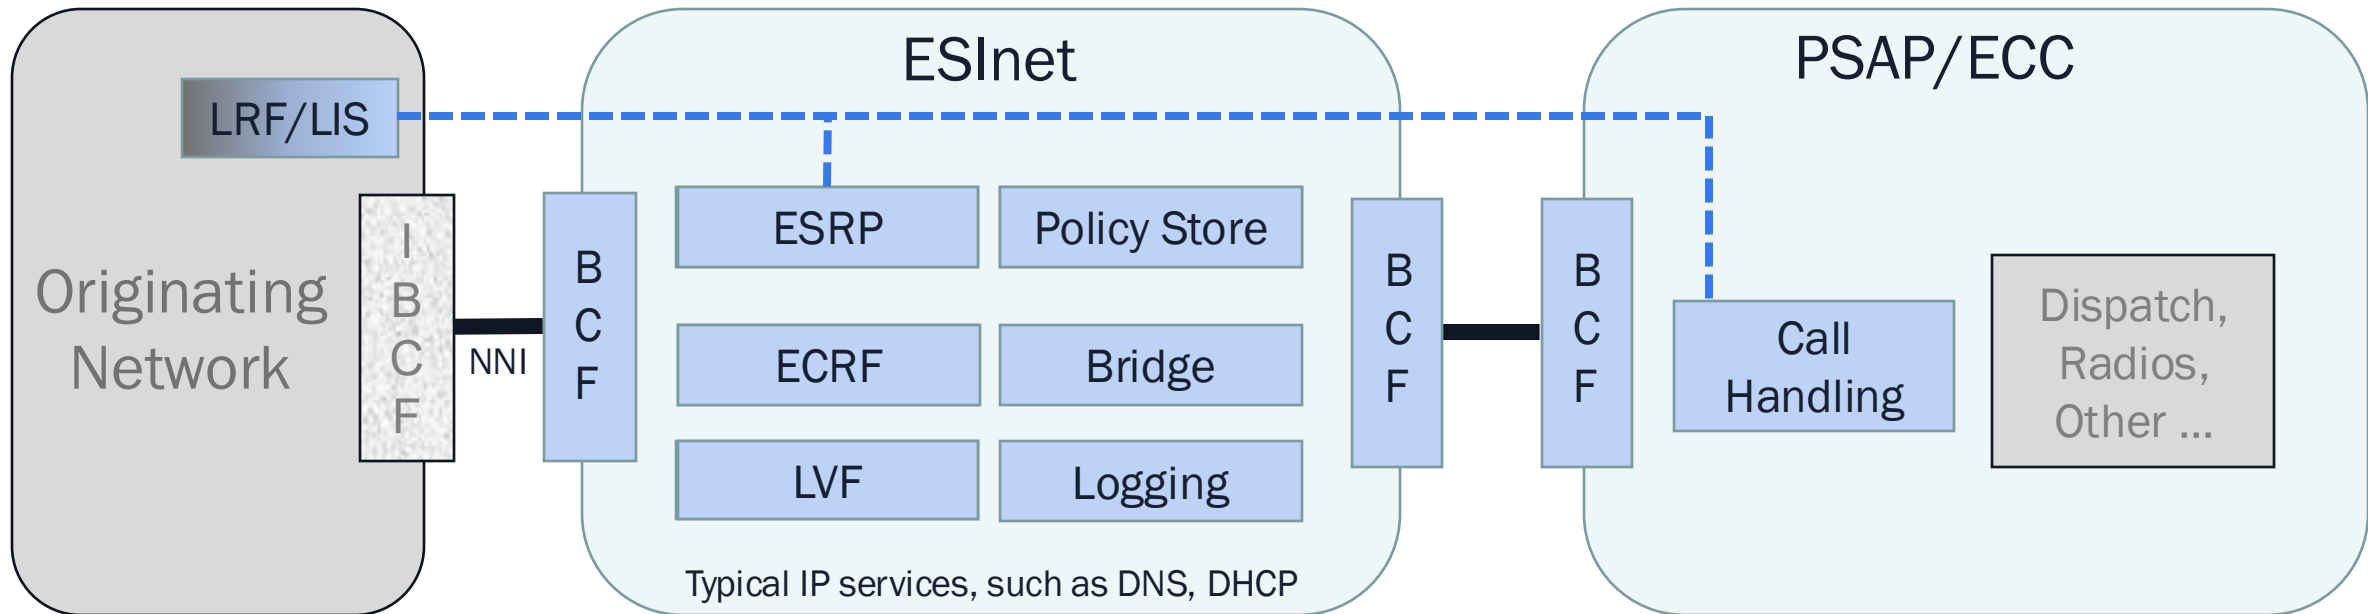 ESInet
PSAP/ECC
LRF/LIS
Originating
Network
I
B
C
F
NNI
B
C
F
ESRP
Policy Store
ECRF
Bridge
LVF
Logging
Typical IP services, such as DNS, DHCP
B
C
F
B
C
F
Call
Handling
Dispatch,
Radios,
Other ...